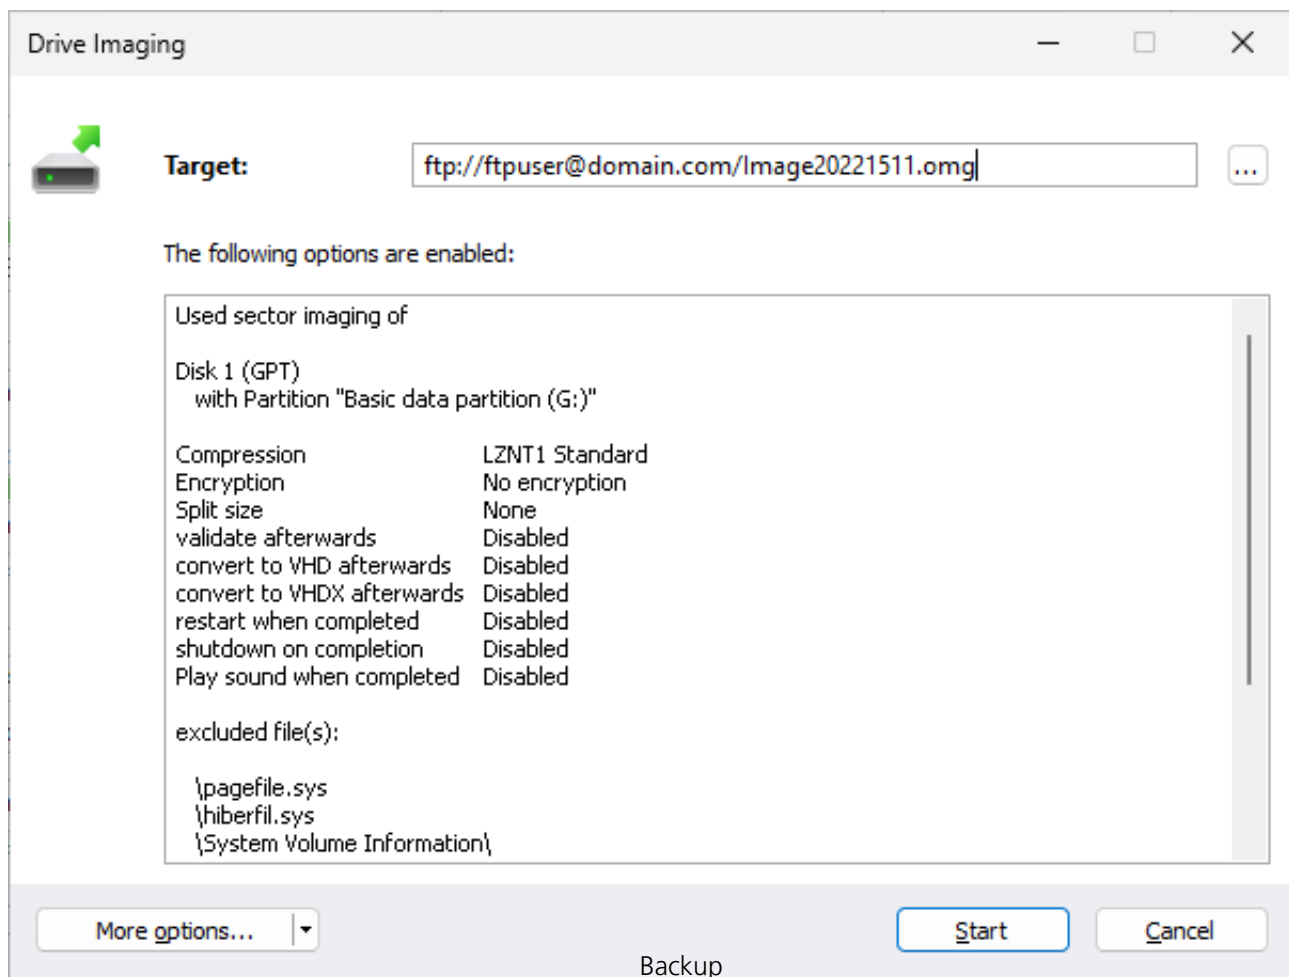 Drive Imaging
Target: ftp://ftpuser@domain.com/Image20221511.omg ...
The following options are enabled:
Used sector imaging of
Disk 1 (GPT)
with Partition "Basic data partition (G:)"
Compression LZNT1 Standard
Encryption No encryption
Split size None
validate afterwards Disabled
convert to VHD afterwards Disabled
convert to VHDX afterwards Disabled
restart when completed Disabled
shutdown on completion Disabled
Play sound when completed Disabled
excluded file(s):
\pagefile.sys
\hiberfil.sys
\System Volume Information\
More options... Start Cancel
Backup